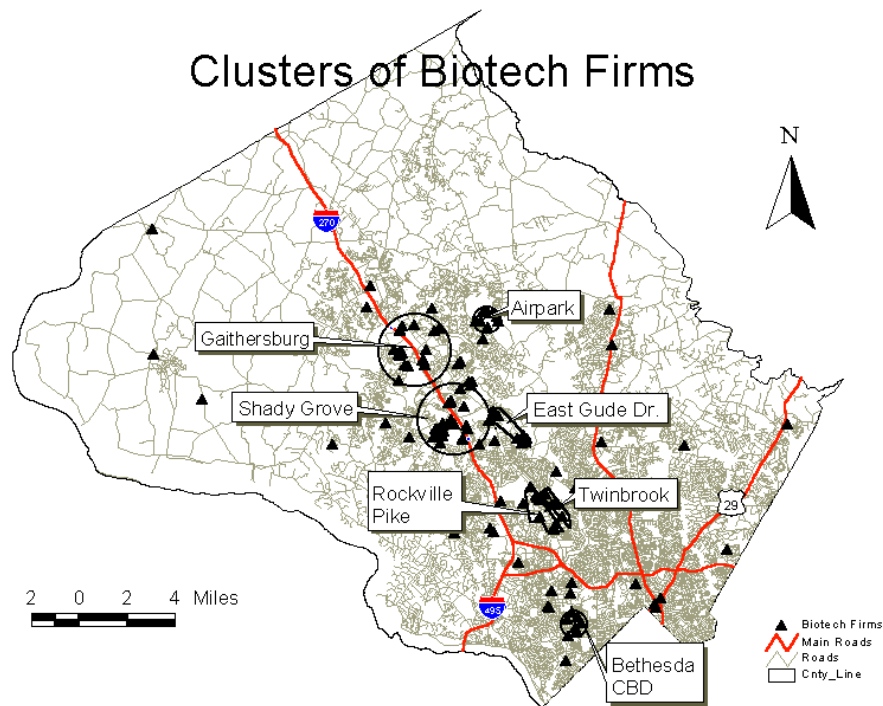 Clusters of Biotech Firms
N
270
Airpark
Gaithersburg
Shady Grove
East Gude Dr.
Rockville
Pike
Twinbrook
29
2 0 2 4 Miles
495
Bethesda
CBD
Biotech Firms
Main Roads
Roads
Cnty_Line